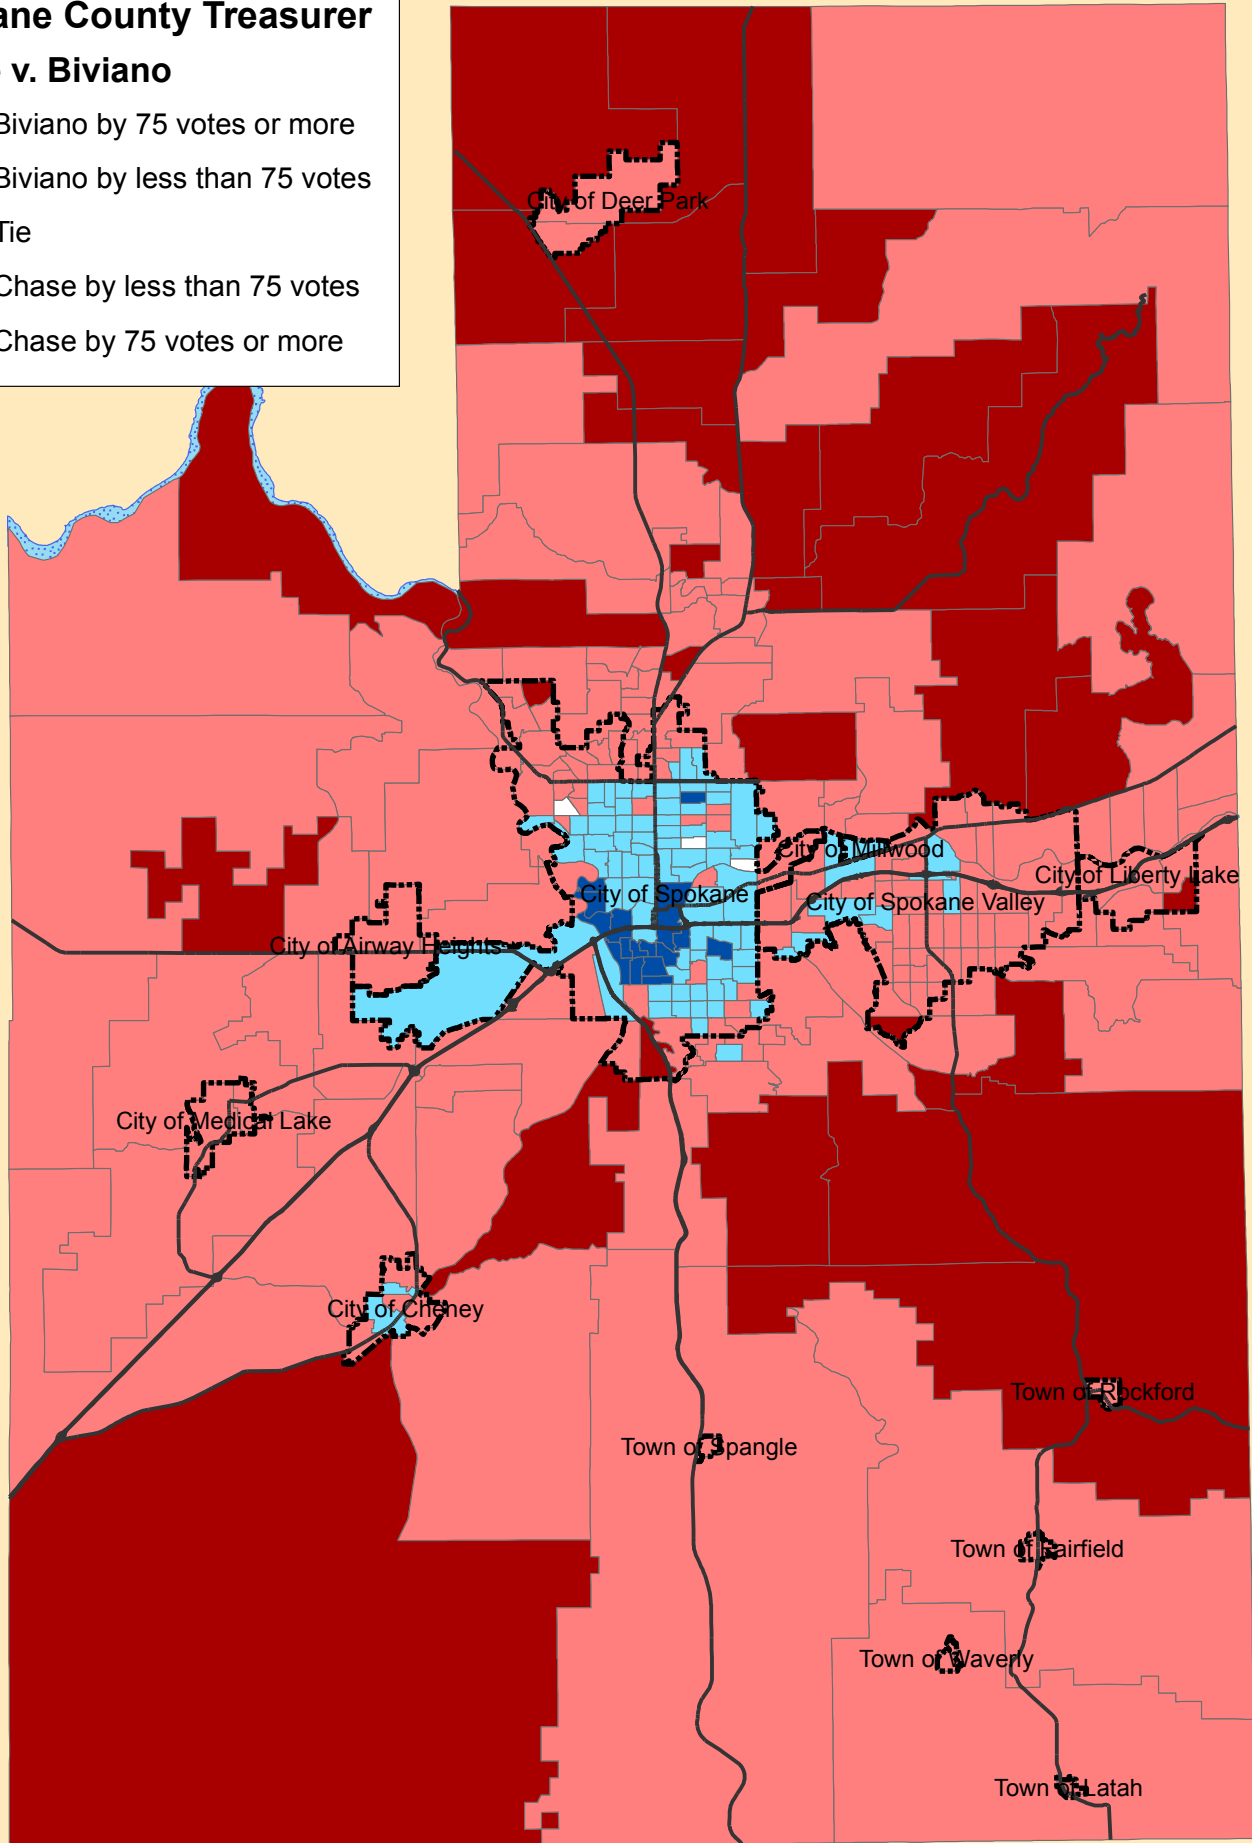 ane County Treasurer
v. Biviano
Biviano by 75 votes or more
Biviano by less than 75 votes
Tie
Chase by less than 75 votes
Chase by 75 votes or more
City of Deer Park
City of Millwood
City of Liberty Lake
City of Spokane
City of Spokane Valley
City of Airway Heights
City of Medical Lake
City of Cheney
Town of Rockford
Town of Spangle
Town of Fairfield
Town of Waverly
Town of Latah